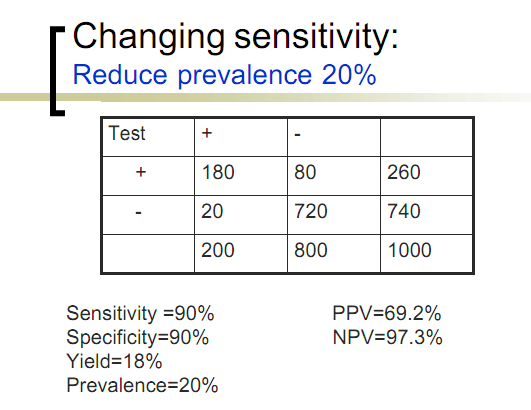 Changing sensitivity:
Reduce prevalence 20%
Test + -
+ 180 80 260
- 20 720 740
200 800 1000
Sensitivity =90% PPV=69.2%
Specificity=90% NPV=97.3%
Yield=18%
Prevalence=20%